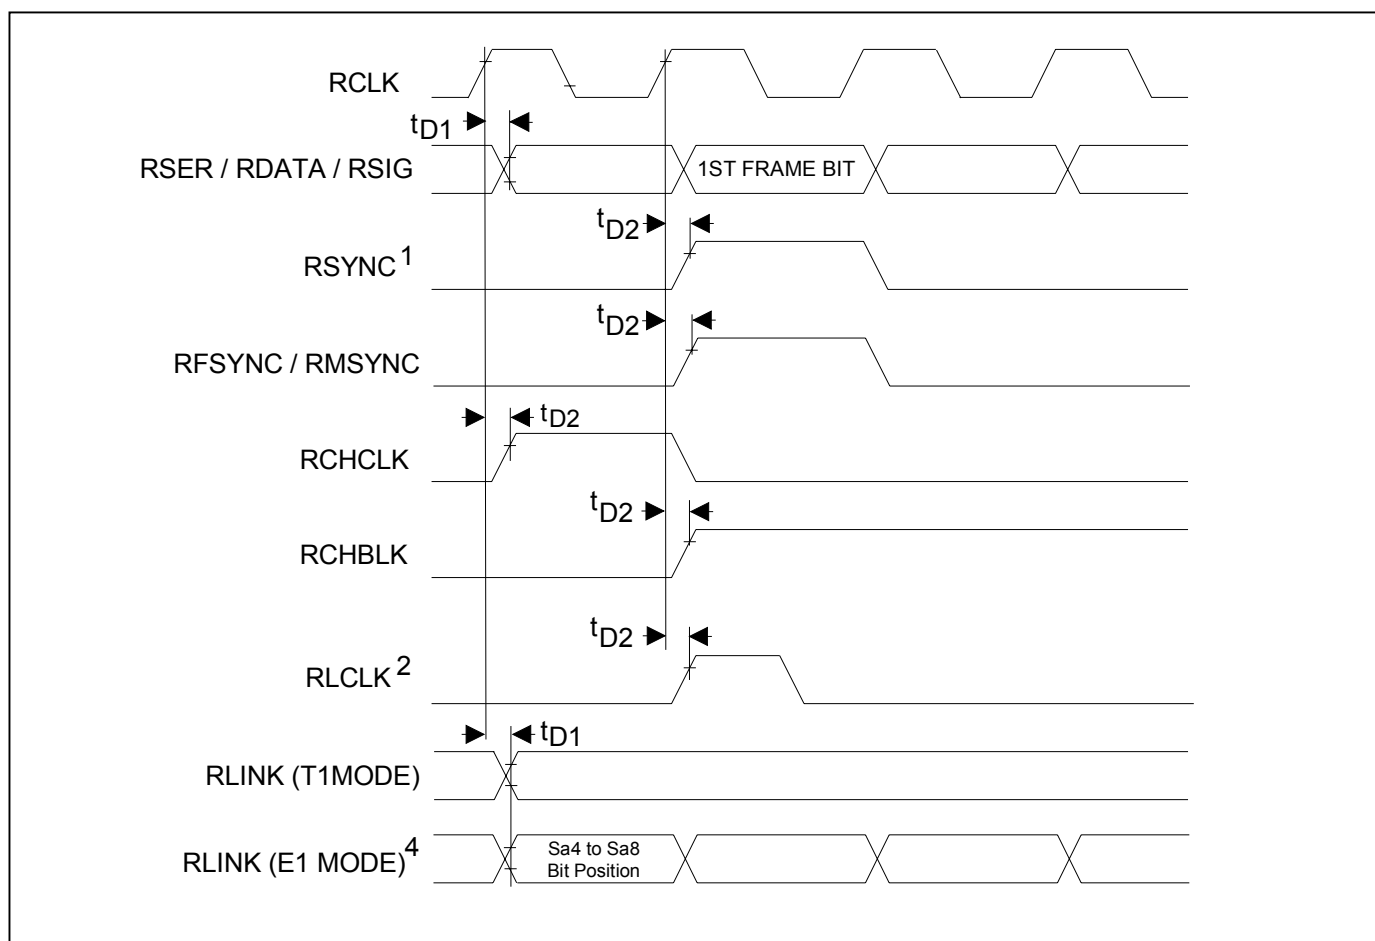 RCLK
tD1
RSER / RDATA / RSIG
1ST FRAME BIT
tD2
RSYNC1
tD2
RFSYNC / RMSYNC
tD2
RCHCLK
tD2
RCHBLK
tD2
RLCLK2
tD1
RLINK (T1MODE)
RLINK (E1 MODE)4
Sa4 to Sa8
Bit Position